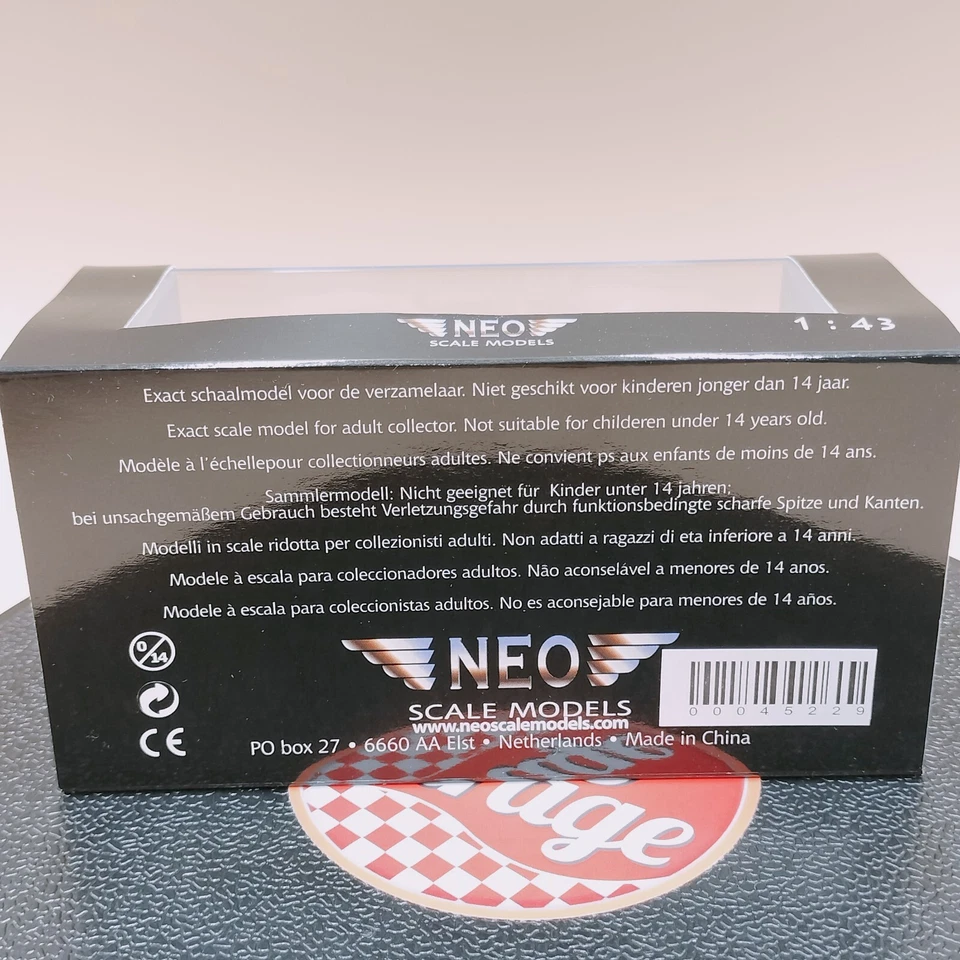 NEO
SCALE MODELS
1:43
Exact schaalmodel voor de verzamelaar. Niet geschikt voor kinderen jonger dan 14 jaar.
Exact scale model for adult collector. Not suitable for childeren under 14 years old.
Modèle à l'échellepour collectionneurs adultes. Ne convient ps aux enfants de moins de 14 ans.
Sammlermodell: Nicht geeignet für Kinder unter 14 jahren;
bei unsachgemäßem Gebrauch besteht Verletzungsgefahr durch funktionsbedingte scharfe Spitze und Kanten.
Modelli in scale ridotta per collezionisti adulti. Non adatti a ragazzi di eta inferiore a 14 anni.
Modele à escala para coleccionadores adultos. Não aconselável a menores de 14 anos.
Modele à escala para coleccionistas adultos. No es aconsejable para menores de 14 años.
0/14
NEO
SCALE MODELS
www.neoscalemodels.com
00045229
CE
PO box 27 • 6660 AA Elst • Netherlands • Made in China